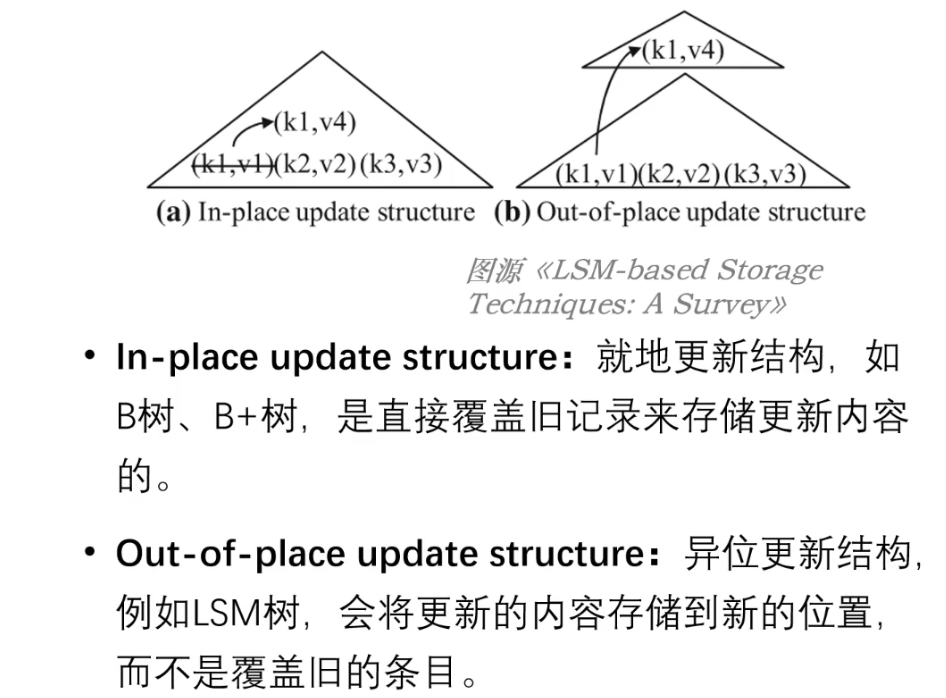 (k1,v4)
(k1,v1)(k2,v2)(k3,v3)
(a) In-place update structure
(k1,v4)
(k1,v1)(k2,v2)(k3,v3)
(b) Out-of-place update structure
图源《LSM-based Storage
Techniques: A Survey》
• In-place update structure：就地更新结构，如
B树、B+树，是直接覆盖旧记录来存储更新内容
的。
• Out-of-place update structure：异位更新结构，
例如LSM树，会将更新的内容存储到新的位置，
而不是覆盖旧的条目。